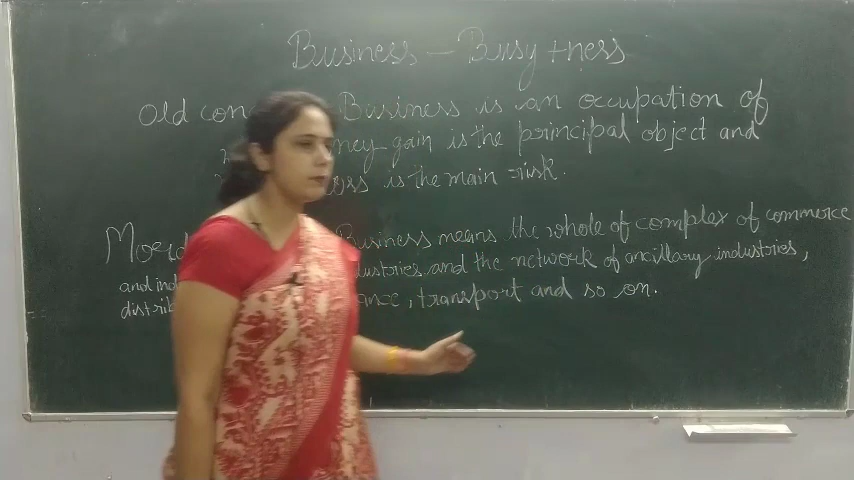 Business - Busy + ness
Old con Business is an occupation of
ney gain is the principal object and
is the main risk.
Business means the whole of complex of commerce
and ind dustries and the network of ancillary industries,
distrib ance, transport and so on.